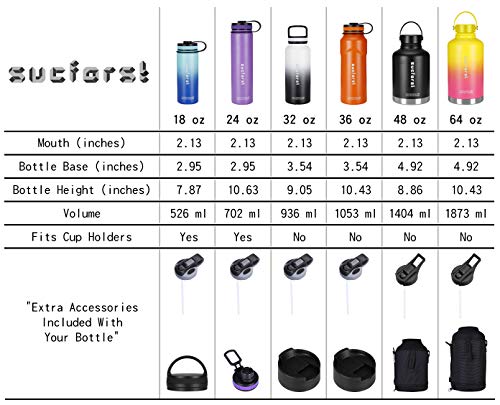 sucfors!
18 oz 24 oz 32 oz 36 oz 48 oz 64 oz
Mouth (inches) 2.13 2.13 2.13 2.13 2.13 2.13
Bottle Base (inches) 2.95 2.95 3.54 3.54 4.92 4.92
Bottle Height (inches) 7.87 10.63 9.05 10.43 8.86 10.43
Volume 526 ml 702 ml 936 ml 1053 ml 1404 ml 1873 ml
Fits Cup Holders Yes Yes No No No No
"Extra Accessories
Included With
Your Bottle"